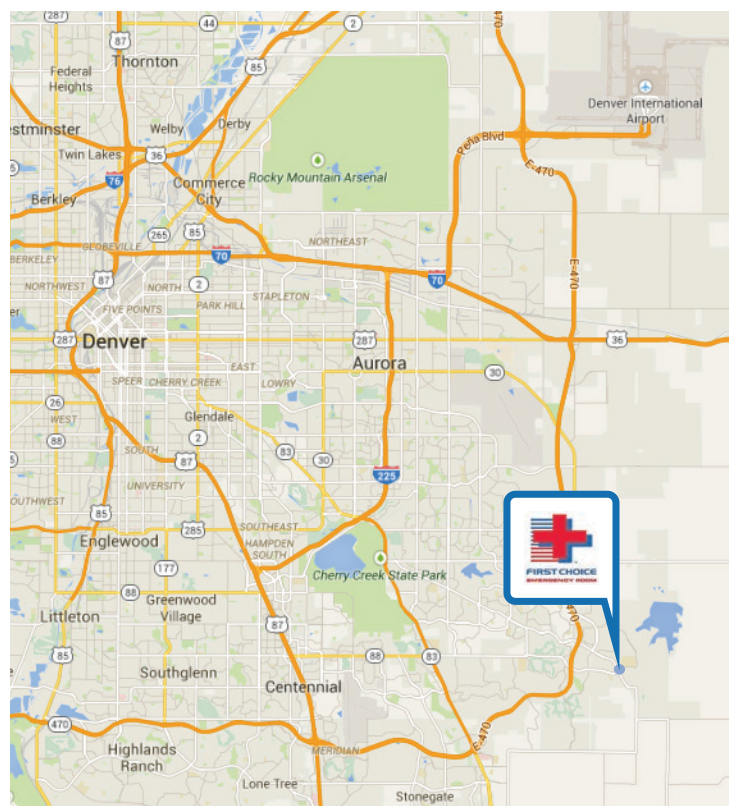 287
44
2
E-470
87
Thornton
85
Federal
Heights
Denver International
Airport
estminster
Welby
Derby
Peña Blvd
Twin Lakes
36
Rocky Mountain Arsenal
E-470
76
Commerce
City
Berkley
265
85
NORTHEAST
GLOBEVILLE
70
E-470
BERKELEY
87
2
70
NORTHWEST
NORTH
STAPLETON
FIVE POINTS
PARK HILL
287
Denver
287
36
EAST
Aurora
30
SPEER
CHERRY CREEK
LOWRY
26
Glendale
WEST
88
2
83
SOUTH
87
30
225
UNIVERSITY
OUTHWEST
85
SOUTHEAST
285
Englewood
HAMPDEN
SOUTH
FIRST CHOICE
EMERGENCY ROOM
177
Cherry Creek State Park
88
Greenwood
Village
470
Littleton
87
85
88
83
Southglenn
Centennial
470
MERIDIAN
E-470
Highlands
Ranch
Lone Tree
Stonegate